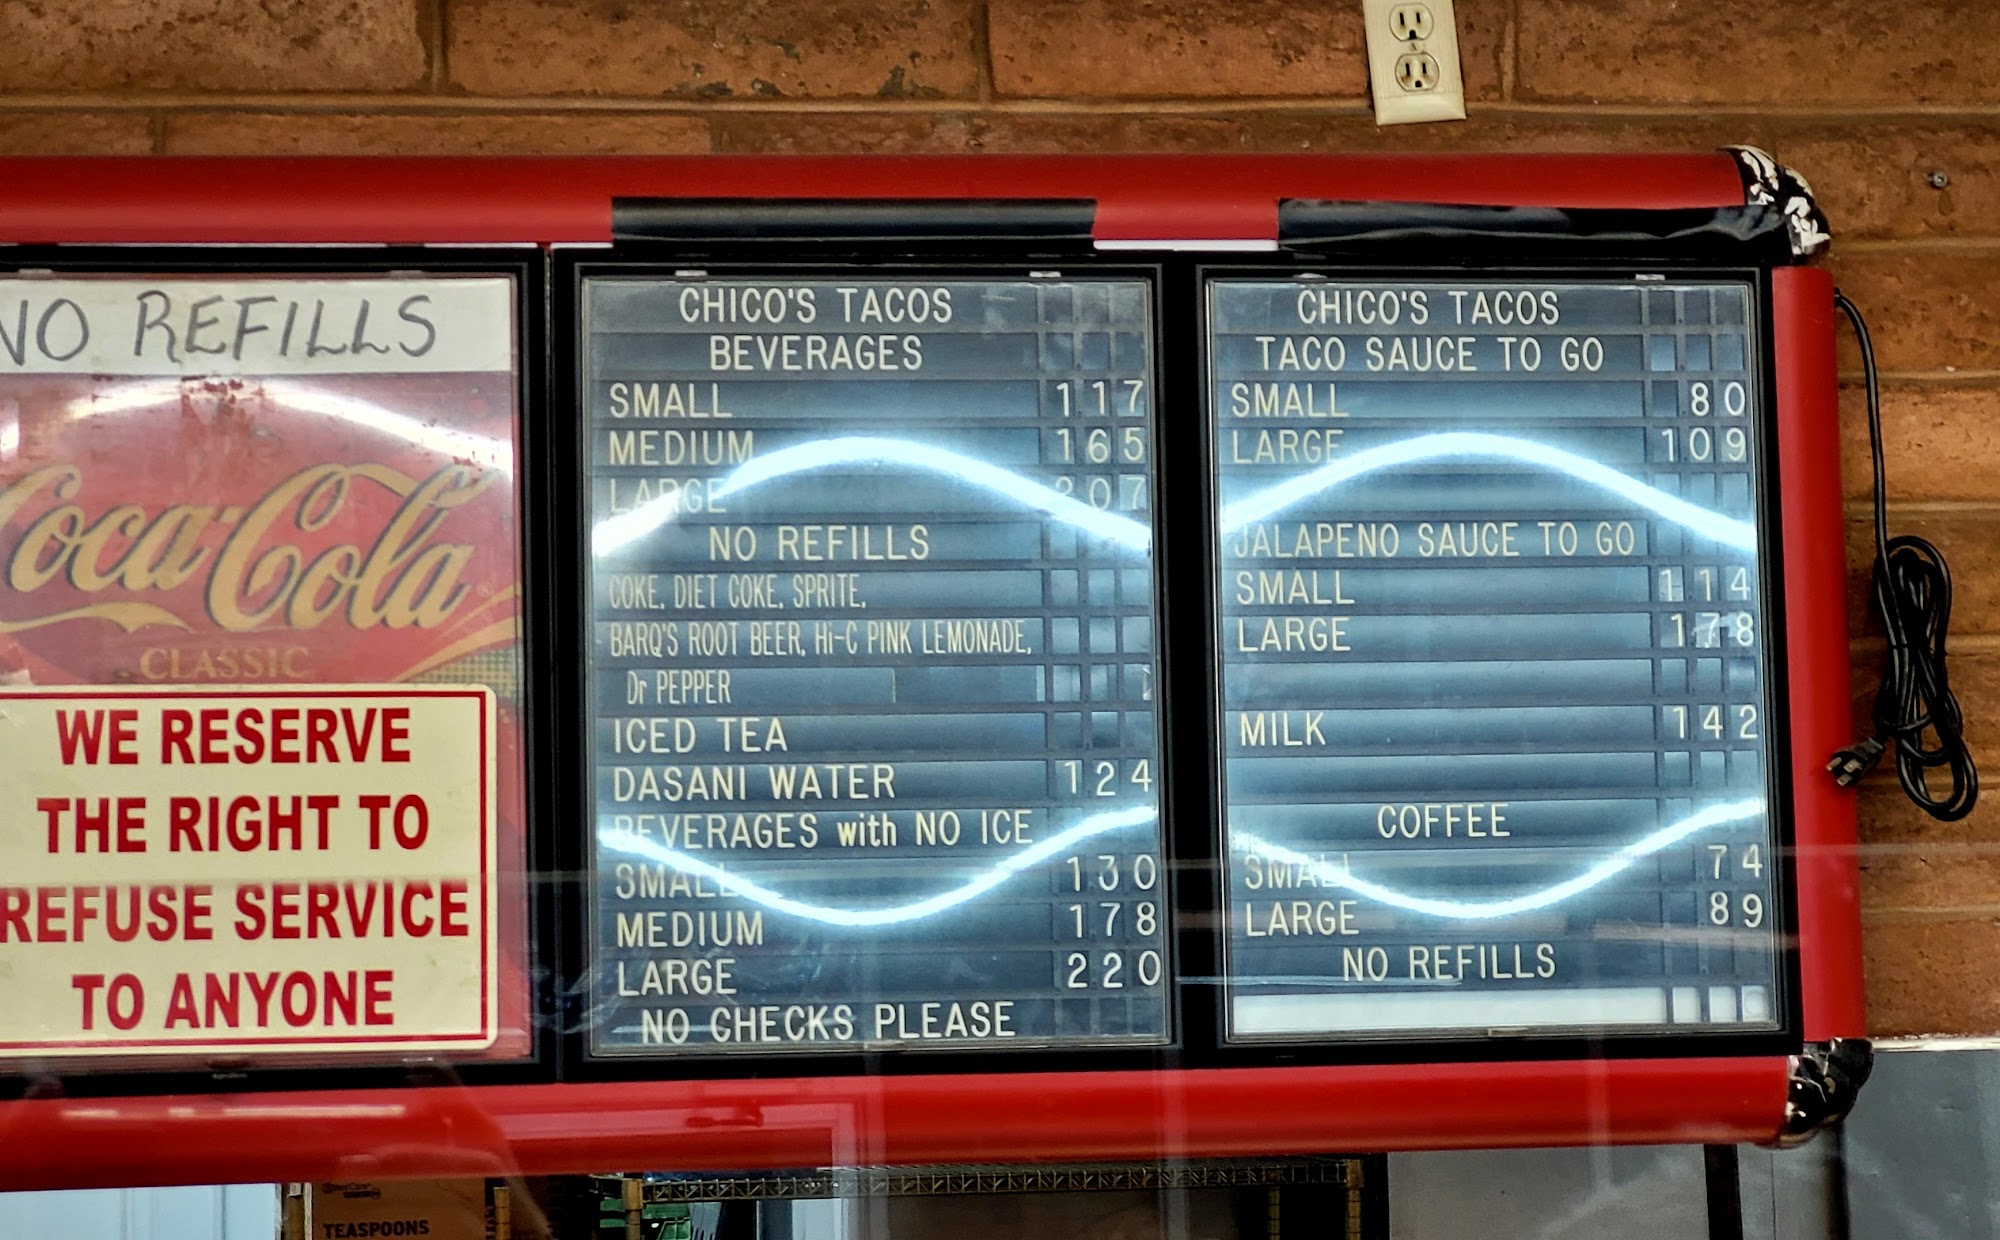 NO REFILLS
Coca-Cola
CLASSIC
WE RESERVE
THE RIGHT TO
REFUSE SERVICE
TO ANYONE
CHICO'S TACOS
BEVERAGES
SMALL 117
MEDIUM 165
LARGE 207
NO REFILLS
COKE, DIET COKE, SPRITE,
BARQ'S ROOT BEER, Hi-C PINK LEMONADE,
Dr PEPPER
ICED TEA
DASANI WATER 124
BEVERAGES with NO ICE
SMALL 130
MEDIUM 178
LARGE 220
NO CHECKS PLEASE
CHICO'S TACOS
TACO SAUCE TO GO
SMALL 80
LARGE 109
JALAPENO SAUCE TO GO
SMALL 114
LARGE 178
MILK 142
COFFEE
SMALL 74
LARGE 89
NO REFILLS
TEASPOONS